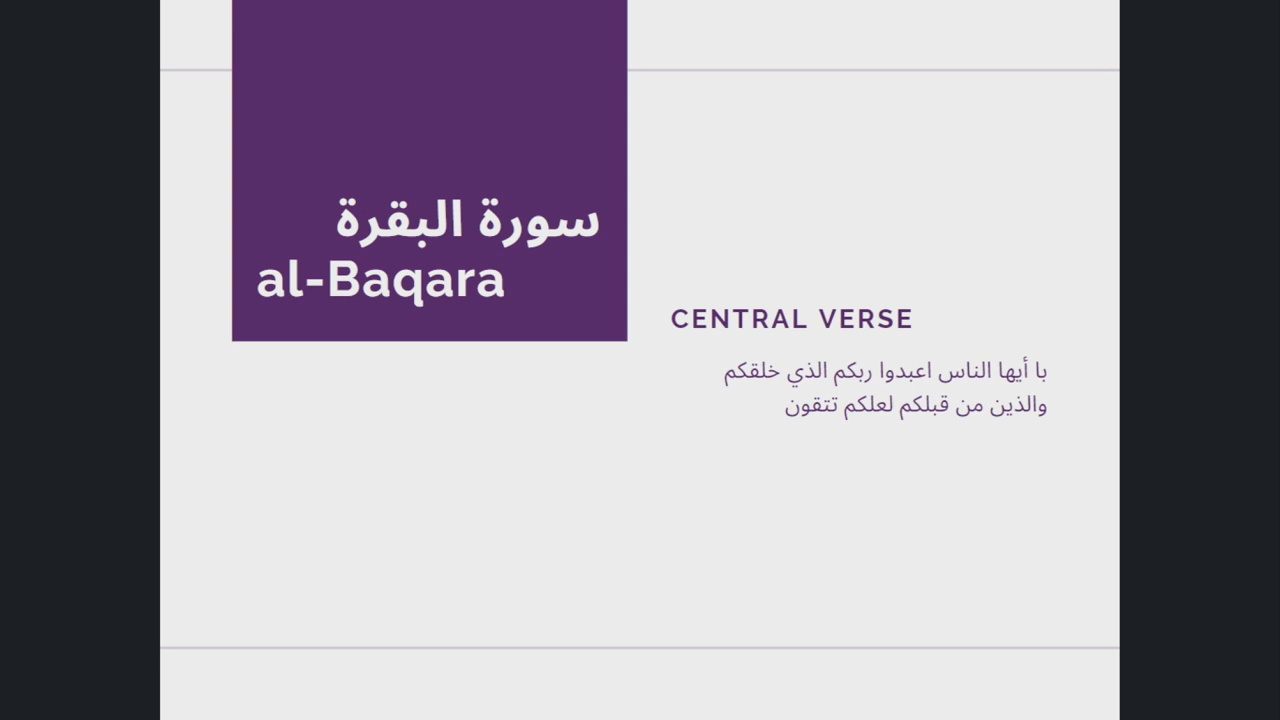 سورة البقرة
al-Baqara
CENTRAL VERSE
با أيها الناس اعبدوا ربكم الذي خلقكم
والذين من قبلكم لعلكم تتقون